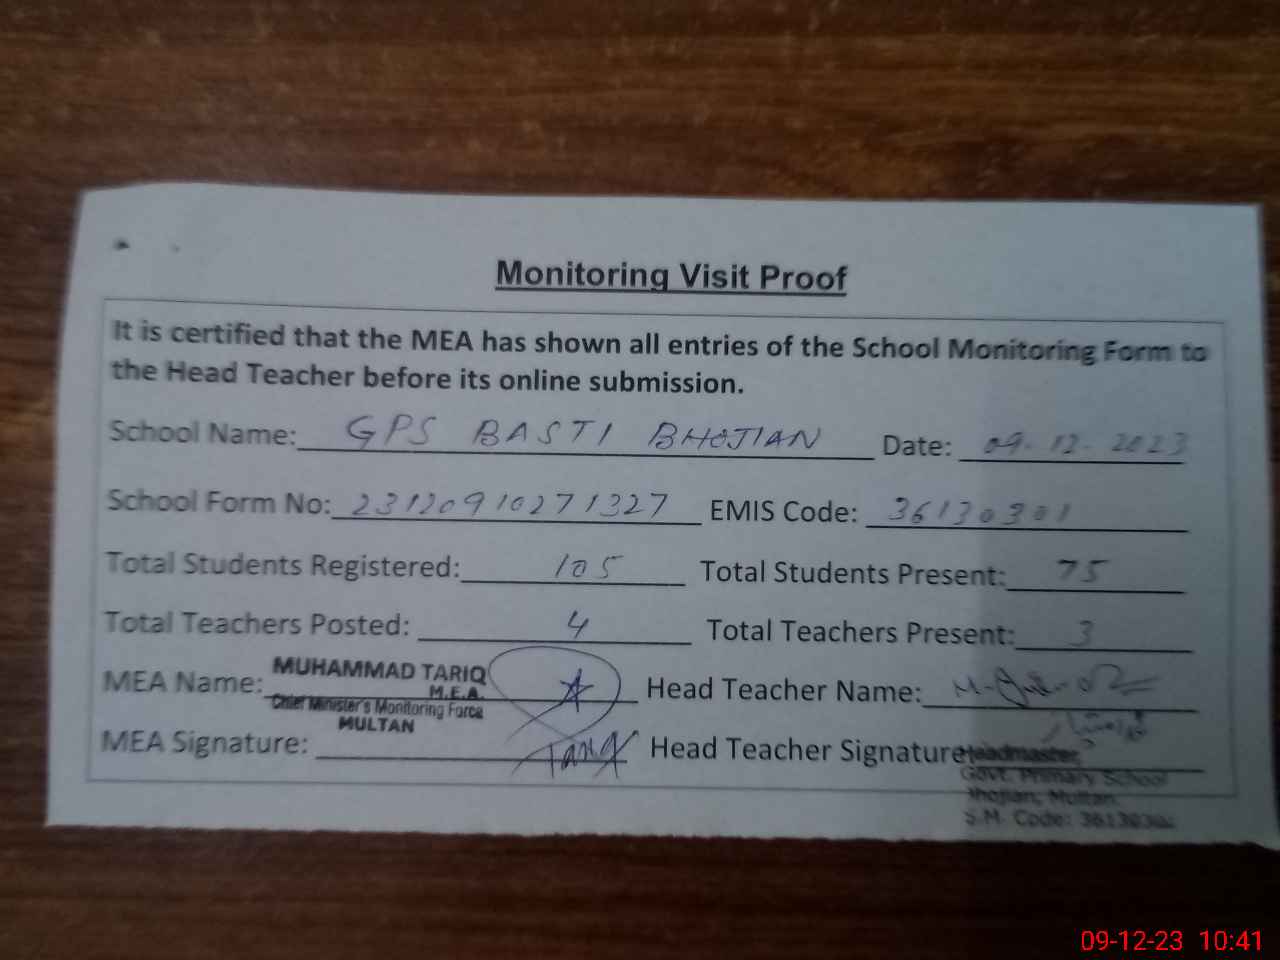 Monitoring Visit Proof
It is certified that the MEA has shown all entries of the School Monitoring Form to
the Head Teacher before its online submission.
School Name: GPS BASTI BHOJIAN Date: 09-12-2023
School Form No: 23120910271327 EMIS Code: 36130301
Total Students Registered: 105 Total Students Present: 75
Total Teachers Posted: 4 Total Teachers Present: 3
MEA Name: MUHAMMAD TARIQ Head Teacher Name:
M.E.A.
Chief Minister's Monitoring Force
MULTAN
MEA Signature: Tariq Head Teacher Signature
Headmaster,
Govt. Primary School
Bhojian, Multan.
S.M. Code:
09-12-23 10:41